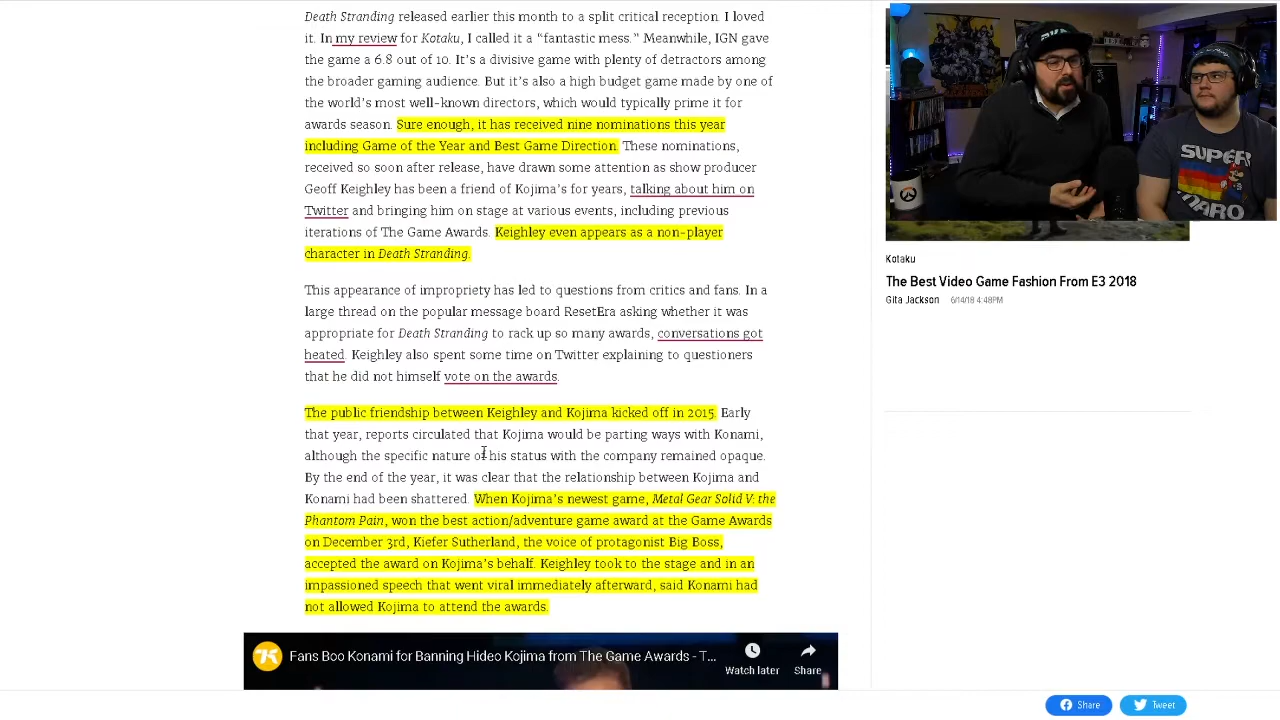 Death Stranding released earlier this month to a split critical reception. I loved
it. In my review for Kotaku, I called it a “fantastic mess.” Meanwhile, IGN gave
the game a 6.8 out of 10. It’s a divisive game with plenty of detractors among
the broader gaming audience. But it’s also a high budget game made by one of
the world’s most well-known directors, which would typically prime it for
awards season. Sure enough, it has received nine nominations this year
including Game of the Year and Best Game Direction. These nominations,
received so soon after release, have drawn some attention as show producer
Geoff Keighley has been a friend of Kojima’s for years, talking about him on
Twitter and bringing him on stage at various events, including previous
iterations of The Game Awards. Keighley even appears as a non-player
character in Death Stranding.
This appearance of impropriety has led to questions from critics and fans. In a
large thread on the popular message board ResetEra asking whether it was
appropriate for Death Stranding to rack up so many awards, conversations got
heated. Keighley also spent some time on Twitter explaining to questioners
that he did not himself vote on the awards.
The public friendship between Keighley and Kojima kicked off in 2015. Early
that year, reports circulated that Kojima would be parting ways with Konami,
although the specific nature of his status with the company remained opaque.
By the end of the year, it was clear that the relationship between Kojima and
Konami had been shattered. When Kojima’s newest game, Metal Gear Solid V: the
Phantom Pain, won the best action/adventure game award at the Game Awards
on December 3rd, Kiefer Sutherland, the voice of protagonist Big Boss,
accepted the award on Kojima’s behalf. Keighley took to the stage and in an
impassioned speech that went viral immediately afterward, said Konami had
not allowed Kojima to attend the awards.
Fans Boo Konami for Banning Hideo Kojima from The Game Awards - T...
Watch later
Share
SUPER
Kotaku
The Best Video Game Fashion From E3 2018
Gita Jackson 6/14/18 4:48PM
Share
Tweet